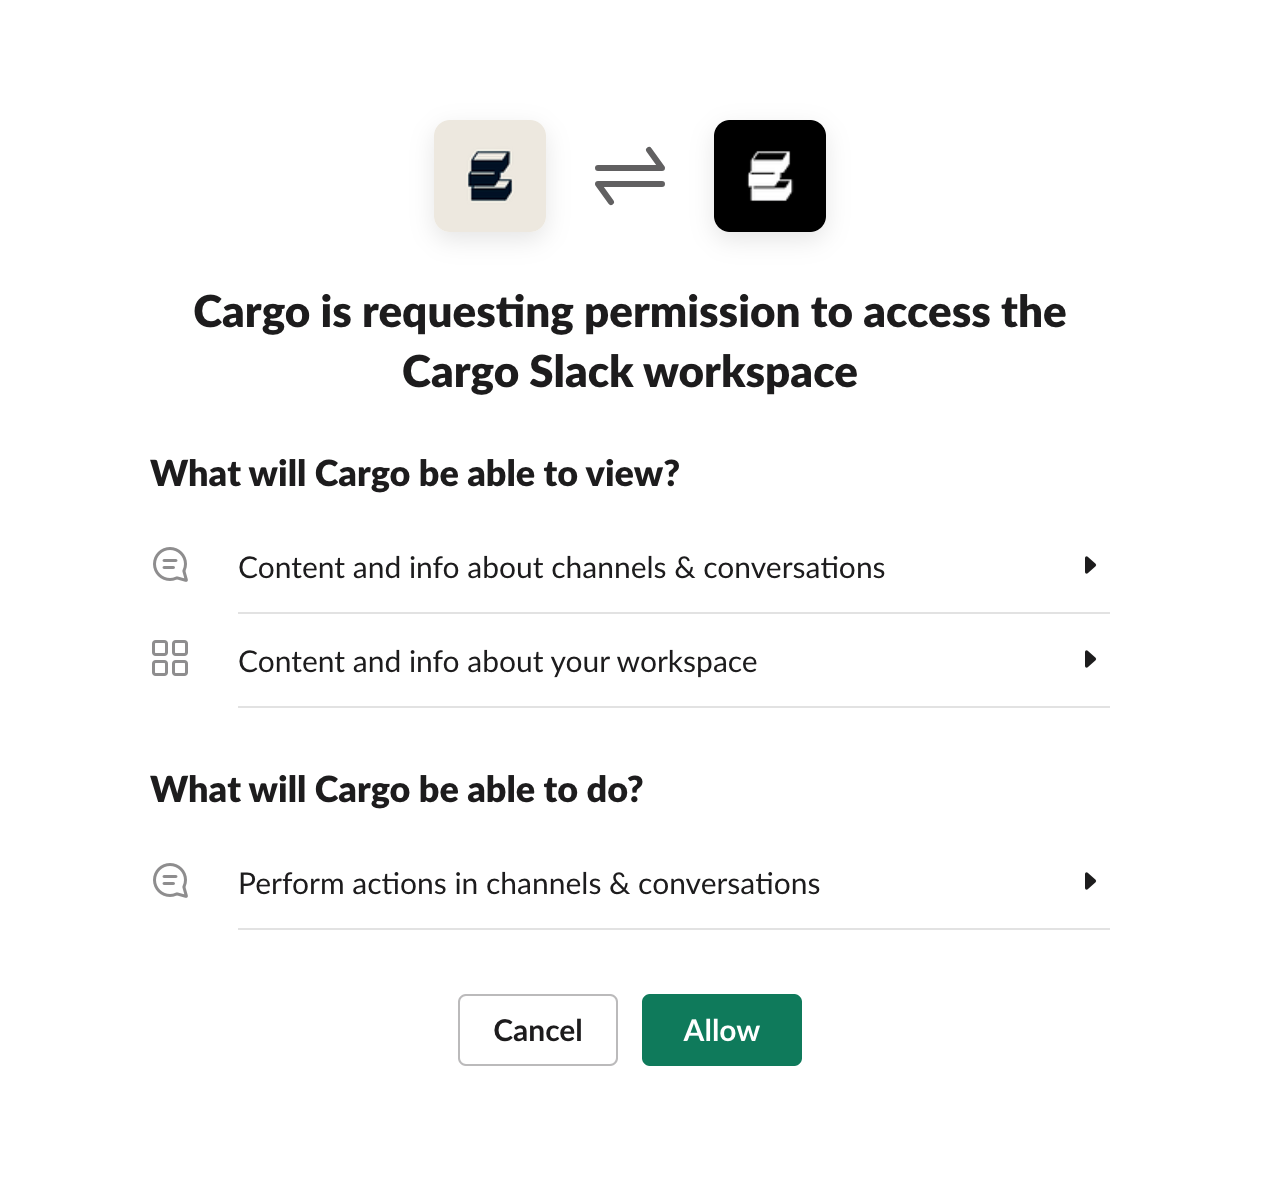 Cargo is requesting permission to access the
Cargo Slack workspace
What will Cargo be able to view?
Content and info about channels & conversations
Content and info about your workspace
What will Cargo be able to do?
Perform actions in channels & conversations
Cancel
Allow